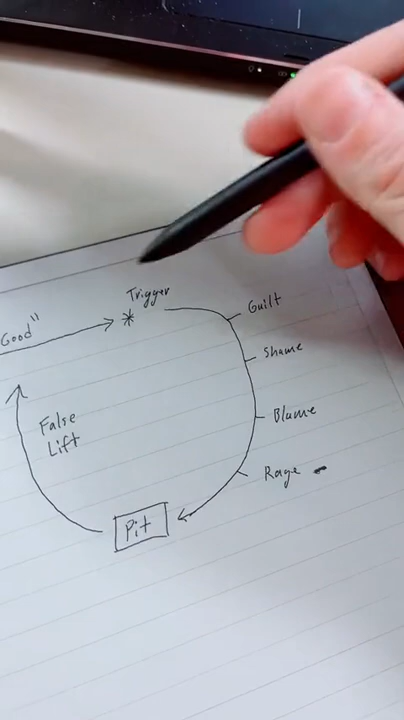 Trigger
Good"
Guilt
Shame
Blame
Rage
False
Lift
Pit